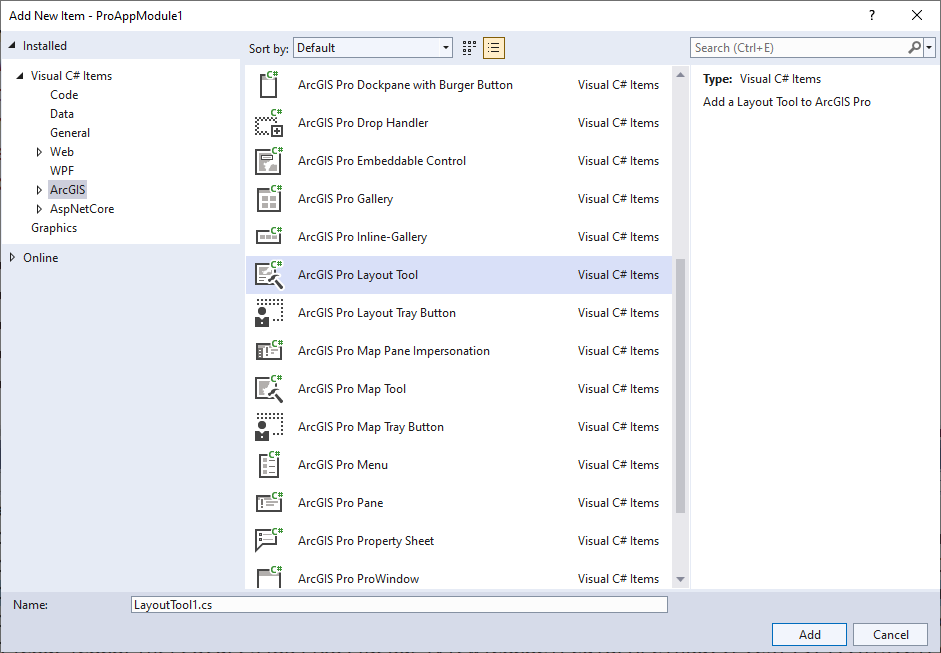 Add New Item - ProAppModule1
?
Installed
Sort by: Default
Search (Ctrl+E)
Visual C# Items
Code
Data
General
Web
WPF
ArcGIS
AspNetCore
Graphics
Online
C# ArcGIS Pro Dockpane with Burger Button Visual C# Items
C# ArcGIS Pro Drop Handler Visual C# Items
C# ArcGIS Pro Embeddable Control Visual C# Items
C# ArcGIS Pro Gallery Visual C# Items
C# ArcGIS Pro Inline-Gallery Visual C# Items
C# ArcGIS Pro Layout Tool Visual C# Items
ArcGIS Pro Layout Tray Button Visual C# Items
C# ArcGIS Pro Map Pane Impersonation Visual C# Items
C# ArcGIS Pro Map Tool Visual C# Items
ArcGIS Pro Map Tray Button Visual C# Items
C# ArcGIS Pro Menu Visual C# Items
C# ArcGIS Pro Pane Visual C# Items
C# ArcGIS Pro Property Sheet Visual C# Items
C# ArcGIS Pro ProWindow Visual C# Items
Type: Visual C# Items
Add a Layout Tool to ArcGIS Pro
Name: LayoutTool1.cs
Add Cancel